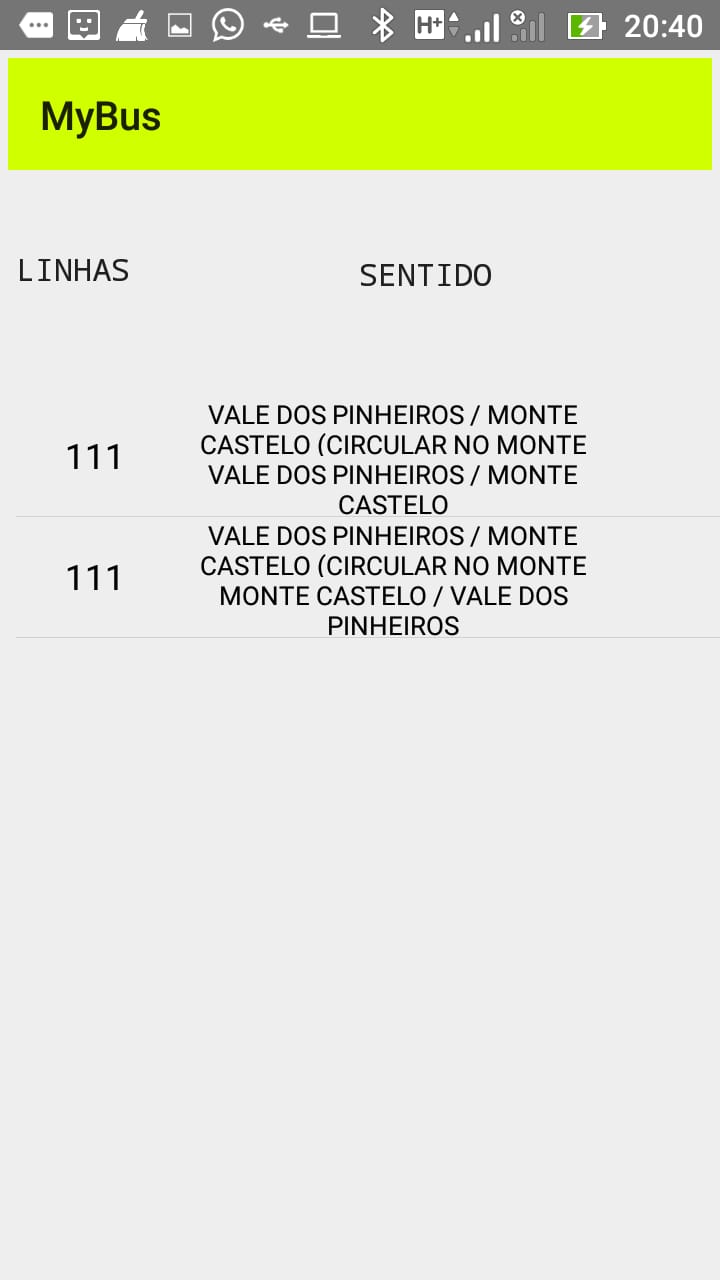 H+ 20:40
MyBus
LINHAS SENTIDO
VALE DOS PINHEIROS / MONTE
CASTELO (CIRCULAR NO MONTE
111
VALE DOS PINHEIROS / MONTE
CASTELO
VALE DOS PINHEIROS / MONTE
CASTELO (CIRCULAR NO MONTE
111
MONTE CASTELO / VALE DOS
PINHEIROS